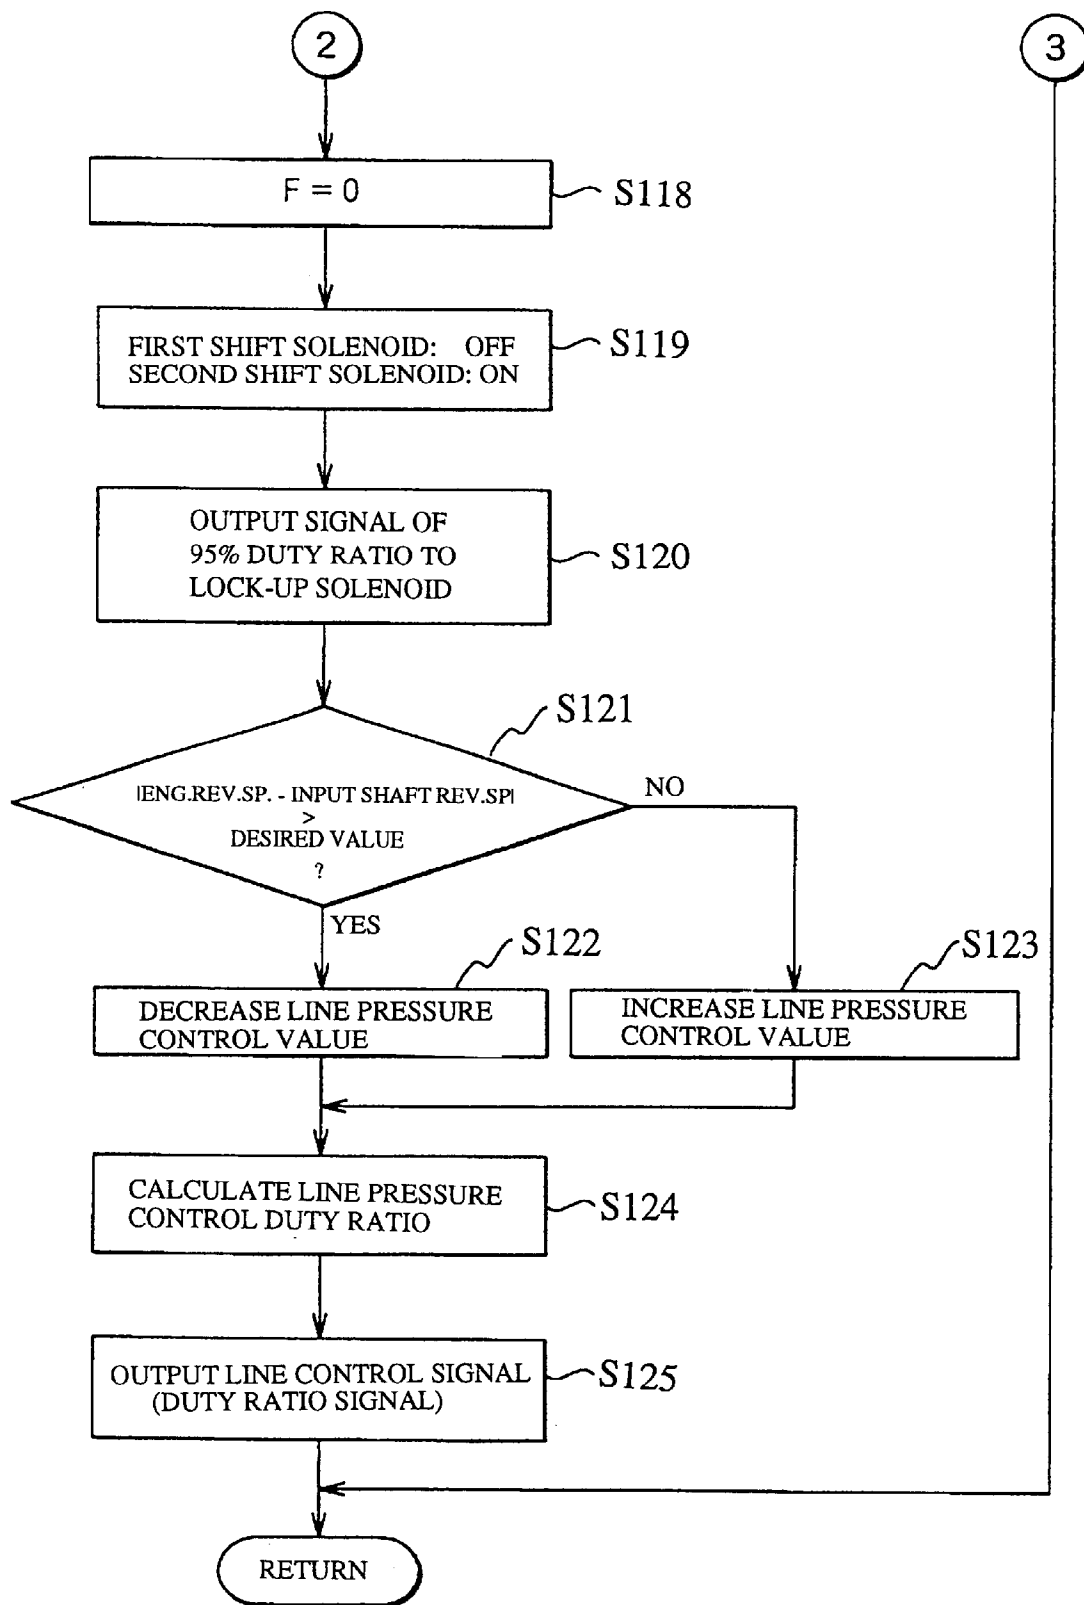 2
3
F = 0
S118
FIRST SHIFT SOLENOID: OFF
SECOND SHIFT SOLENOID: ON
S119
OUTPUT SIGNAL OF
95% DUTY RATIO TO
LOCK-UP SOLENOID
S120
S121
|ENG.REV.SP. - INPUT SHAFT REV.SP|
>
DESIRED VALUE
?
NO
YES
S122
S123
DECREASE LINE PRESSURE
CONTROL VALUE
INCREASE LINE PRESSURE
CONTROL VALUE
CALCULATE LINE PRESSURE
CONTROL DUTY RATIO
S124
OUTPUT LINE CONTROL SIGNAL
(DUTY RATIO SIGNAL)
S125
RETURN